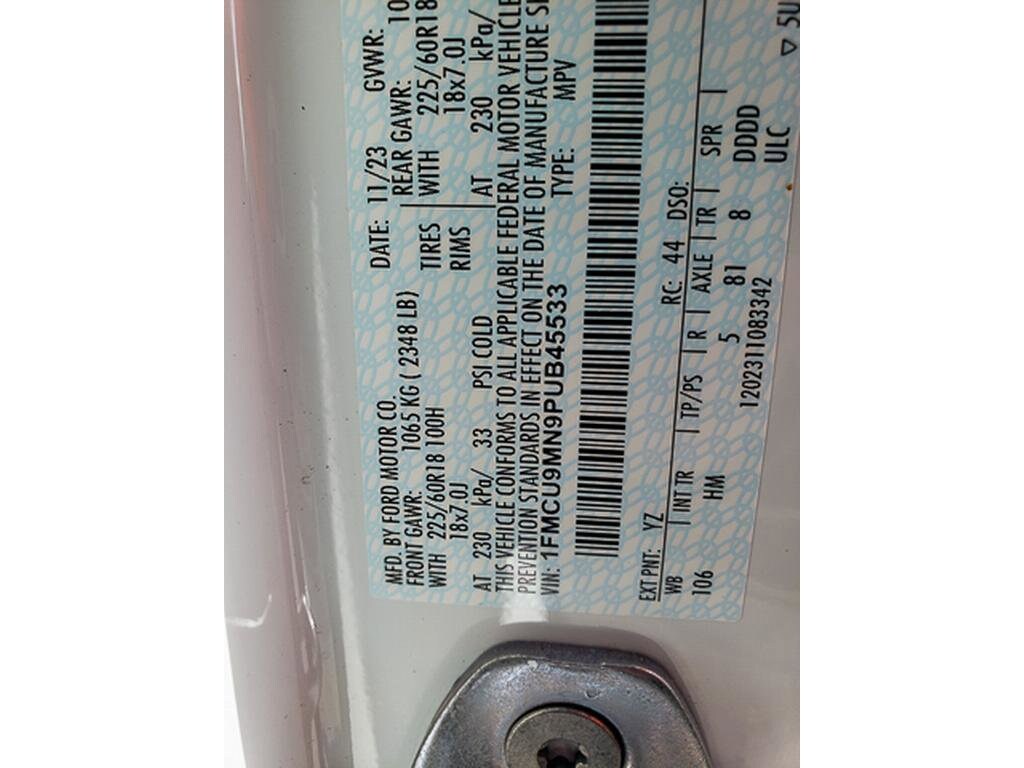 MFD. BY FORD MOTOR CO.
DATE: 11/23 GVWR: 10
FRONT GAWR: 1065 KG ( 2348 LB) REAR GAWR: 10
WITH 225/60R18 100H TIRES WITH 225/60R18
18x7.0J RIMS 18x7.0J
AT 230 kPa/ 33 PSI COLD AT 230 kPa/
THIS VEHICLE CONFORMS TO ALL APPLICABLE FEDERAL MOTOR VEHICLE
PREVENTION STANDARDS IN EFFECT ON THE DATE OF MANUFACTURE
VIN: 1FMCU9MN9PUB45533 TYPE: MPV
EXT PNT: YZ RC: 44 DSO:
WB INT TR TP/PS R AXLE TR SPR
106 HM 5 81 8 DDDD
1202311083342 ULC
▽ 5U